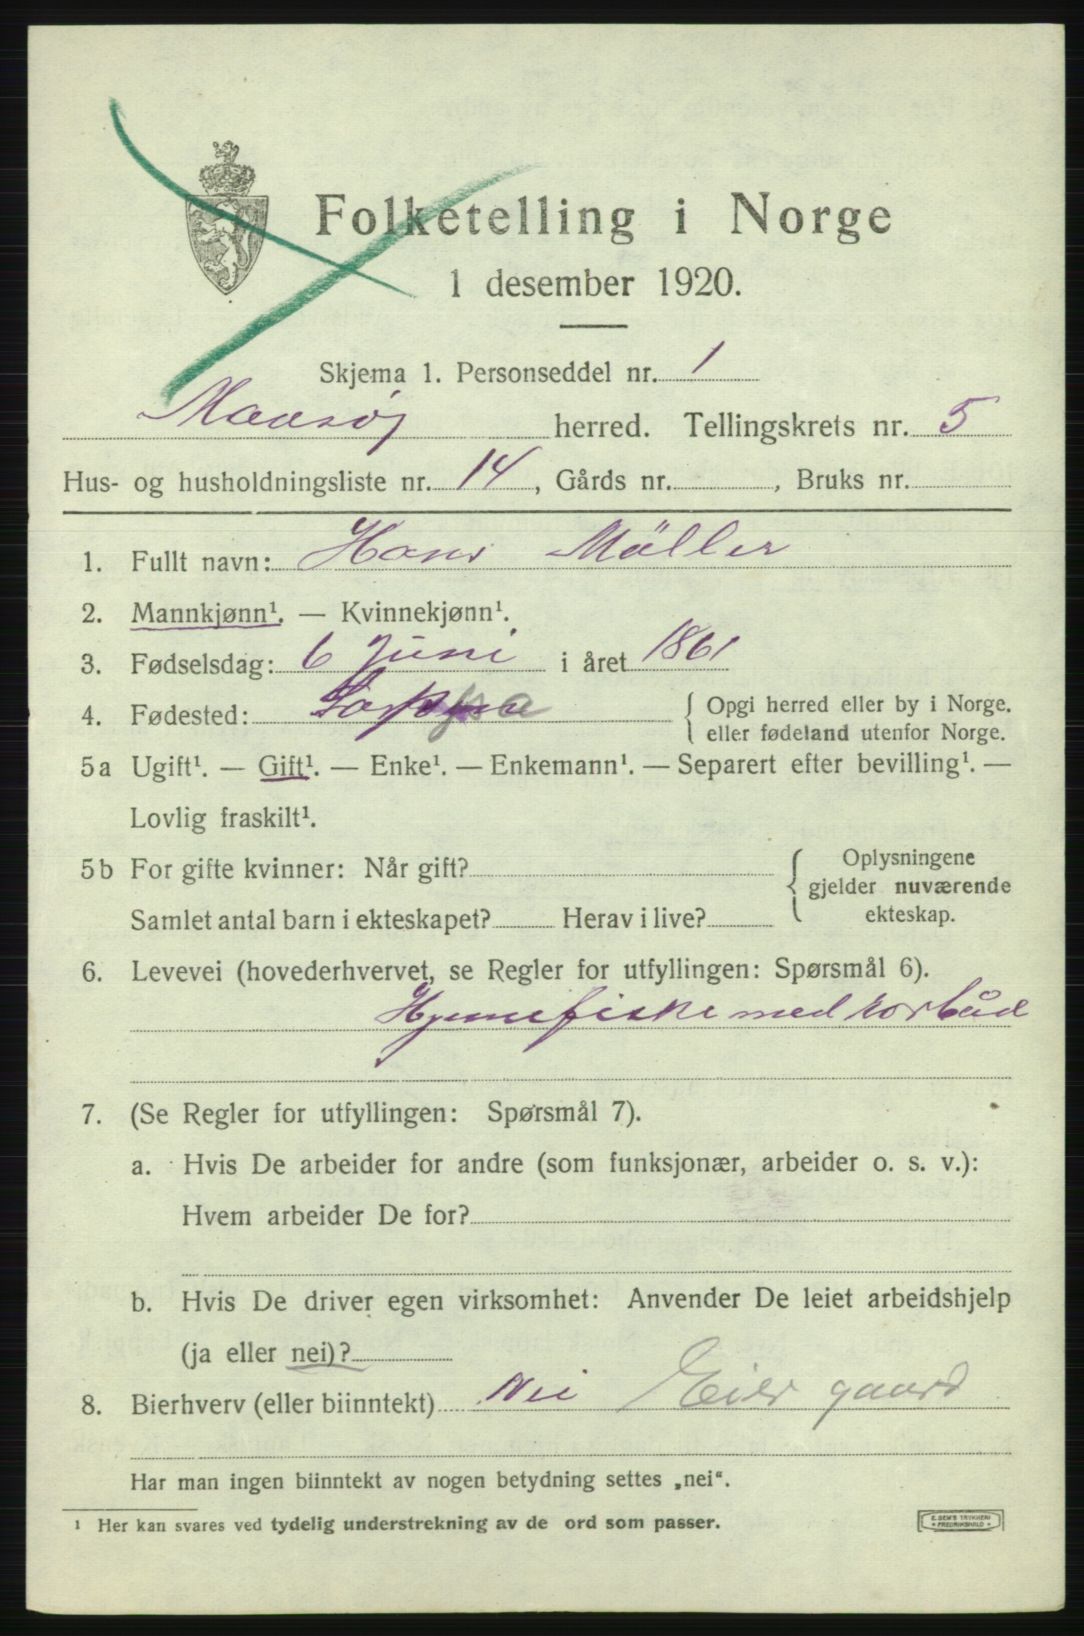 Folketelling i Norge
1 desember 1920.
Skjema 1. Personseddel nr. 1
Maasøy herred. Tellingskrets nr. 5
Hus- og husholdningsliste nr. 14, Gårds nr. , Bruks nr.
1. Fullt navn: Hans Möller
2. Mannkjønn¹. — Kvinnekjønn¹.
3. Fødselsdag: 6 Juni i året 1861
4. Fødested: Loppa { Opgi herred eller by i Norge,
eller fødeland utenfor Norge.
5a Ugift¹. — Gift¹. — Enke¹. — Enkemann¹. — Separert efter bevilling¹. —
Lovlig fraskilt¹.
5b For gifte kvinner: Når gift? { Oplysningene
gjelder nuværende
Samlet antal barn i ekteskapet? Herav i live? ekteskap.
6. Levevei (hovederhvervet, se Regler for utfyllingen: Spørsmål 6).
Hjemmefiske med
7. (Se Regler for utfyllingen: Spørsmål 7).
a. Hvis De arbeider for andre (som funksjonær, arbeider o. s. v.):
Hvem arbeider De for?
b. Hvis De driver egen virksomhet: Anvender De leiet arbeidshjelp
(ja eller nei)?
8. Bierhverv (eller biinntekt) Nei Eier gaard
Har man ingen biinntekt av nogen betydning settes „nei“.
¹ Her kan svares ved tydelig understrekning av de ord som passer.
E. SEM'S TRYKKERI
• FREDRIKSHALD •